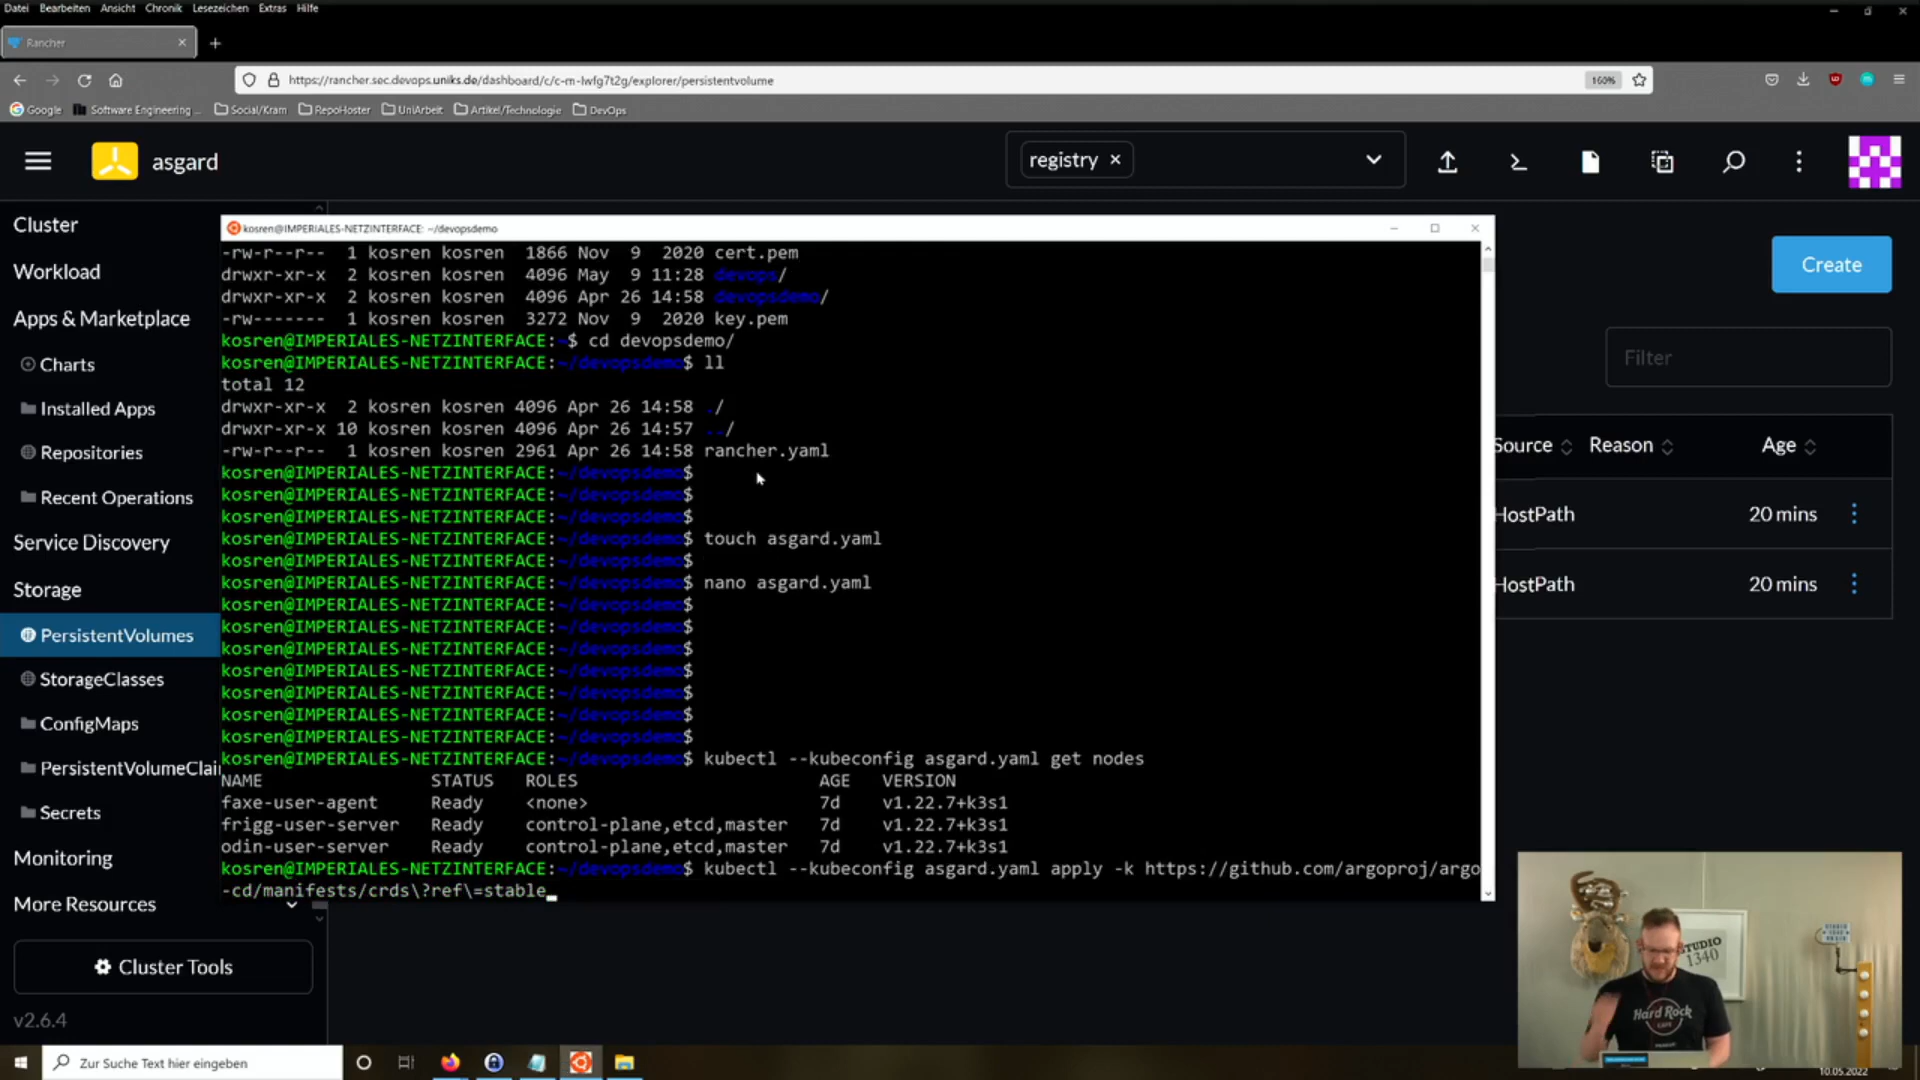 Datei Bearbeiten Ansicht Chronik Lesezeichen Extras Hilfe
Rancher
https://rancher.sec.devops.uniks.de/dashboard/c/c-m-lwfg7t2g/explorer/persistentvolume
160%
Google Software Engineering ... Social/Kram RepoHoster UniArbeit Artikel/Technologie DevOps
asgard
registry
Cluster
Workload
Apps & Marketplace
Charts
Installed Apps
Repositories
Recent Operations
Service Discovery
Storage
PersistentVolumes
StorageClasses
ConfigMaps
PersistentVolumeClai
Secrets
Monitoring
More Resources
Cluster Tools
v2.6.4
kosren@IMPERIALES-NETZINTERFACE: ~/devopsdemo
-rw-r--r-- 1 kosren kosren 1866 Nov 9 2020 cert.pem
drwxr-xr-x 2 kosren kosren 4096 May 9 11:28 devops/
drwxr-xr-x 2 kosren kosren 4096 Apr 26 14:58 devopsdemo/
-rw------- 1 kosren kosren 3272 Nov 9 2020 key.pem
kosren@IMPERIALES-NETZINTERFACE:~$ cd devopsdemo/
kosren@IMPERIALES-NETZINTERFACE:~/devopsdemo$ ll
total 12
drwxr-xr-x 2 kosren kosren 4096 Apr 26 14:58 ./
drwxr-xr-x 10 kosren kosren 4096 Apr 26 14:57 ../
-rw-r--r-- 1 kosren kosren 2961 Apr 26 14:58 rancher.yaml
kosren@IMPERIALES-NETZINTERFACE:~/devopsdemo$
kosren@IMPERIALES-NETZINTERFACE:~/devopsdemo$
kosren@IMPERIALES-NETZINTERFACE:~/devopsdemo$
kosren@IMPERIALES-NETZINTERFACE:~/devopsdemo$ touch asgard.yaml
kosren@IMPERIALES-NETZINTERFACE:~/devopsdemo$
kosren@IMPERIALES-NETZINTERFACE:~/devopsdemo$ nano asgard.yaml
kosren@IMPERIALES-NETZINTERFACE:~/devopsdemo$
kosren@IMPERIALES-NETZINTERFACE:~/devopsdemo$
kosren@IMPERIALES-NETZINTERFACE:~/devopsdemo$
kosren@IMPERIALES-NETZINTERFACE:~/devopsdemo$
kosren@IMPERIALES-NETZINTERFACE:~/devopsdemo$
kosren@IMPERIALES-NETZINTERFACE:~/devopsdemo$
kosren@IMPERIALES-NETZINTERFACE:~/devopsdemo$
kosren@IMPERIALES-NETZINTERFACE:~/devopsdemo$ kubectl --kubeconfig asgard.yaml get nodes
NAME STATUS ROLES AGE VERSION
faxe-user-agent Ready <none> 7d v1.22.7+k3s1
frigg-user-server Ready control-plane,etcd,master 7d v1.22.7+k3s1
odin-user-server Ready control-plane,etcd,master 7d v1.22.7+k3s1
kosren@IMPERIALES-NETZINTERFACE:~/devopsdemo$ kubectl --kubeconfig asgard.yaml apply -k https://github.com/argoproj/argo
-cd/manifests/crds\?ref\=stable
Create
Filter
Source Reason Age
HostPath 20 mins
HostPath 20 mins
STUDIO
1340
Hard Rock
CAFE
Zur Suche Text hier eingeben
10.05.2022